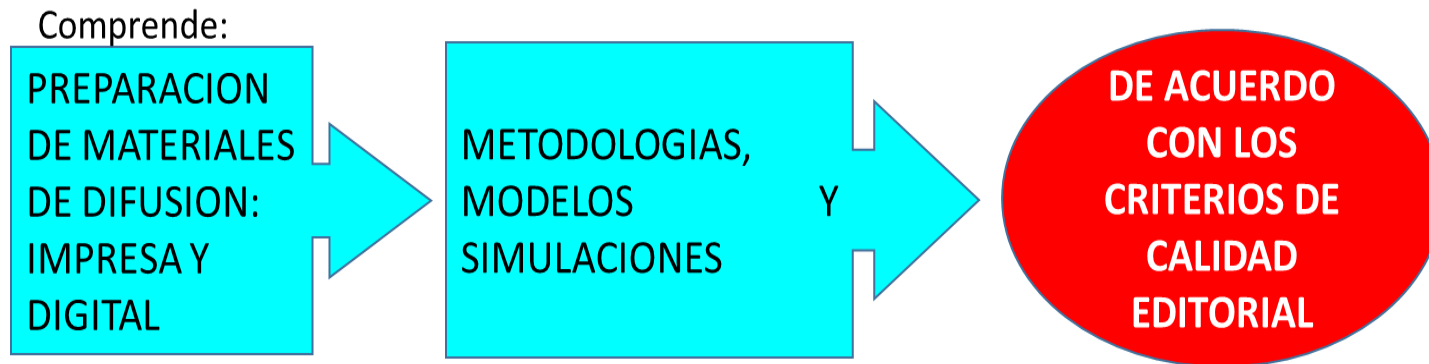 Comprende:
PREPARACION
DE MATERIALES
DE DIFUSION:
IMPRESA Y
DIGITAL
METODOLOGIAS,
MODELOS Y
SIMULACIONES
DE ACUERDO
CON LOS
CRITERIOS DE
CALIDAD
EDITORIAL